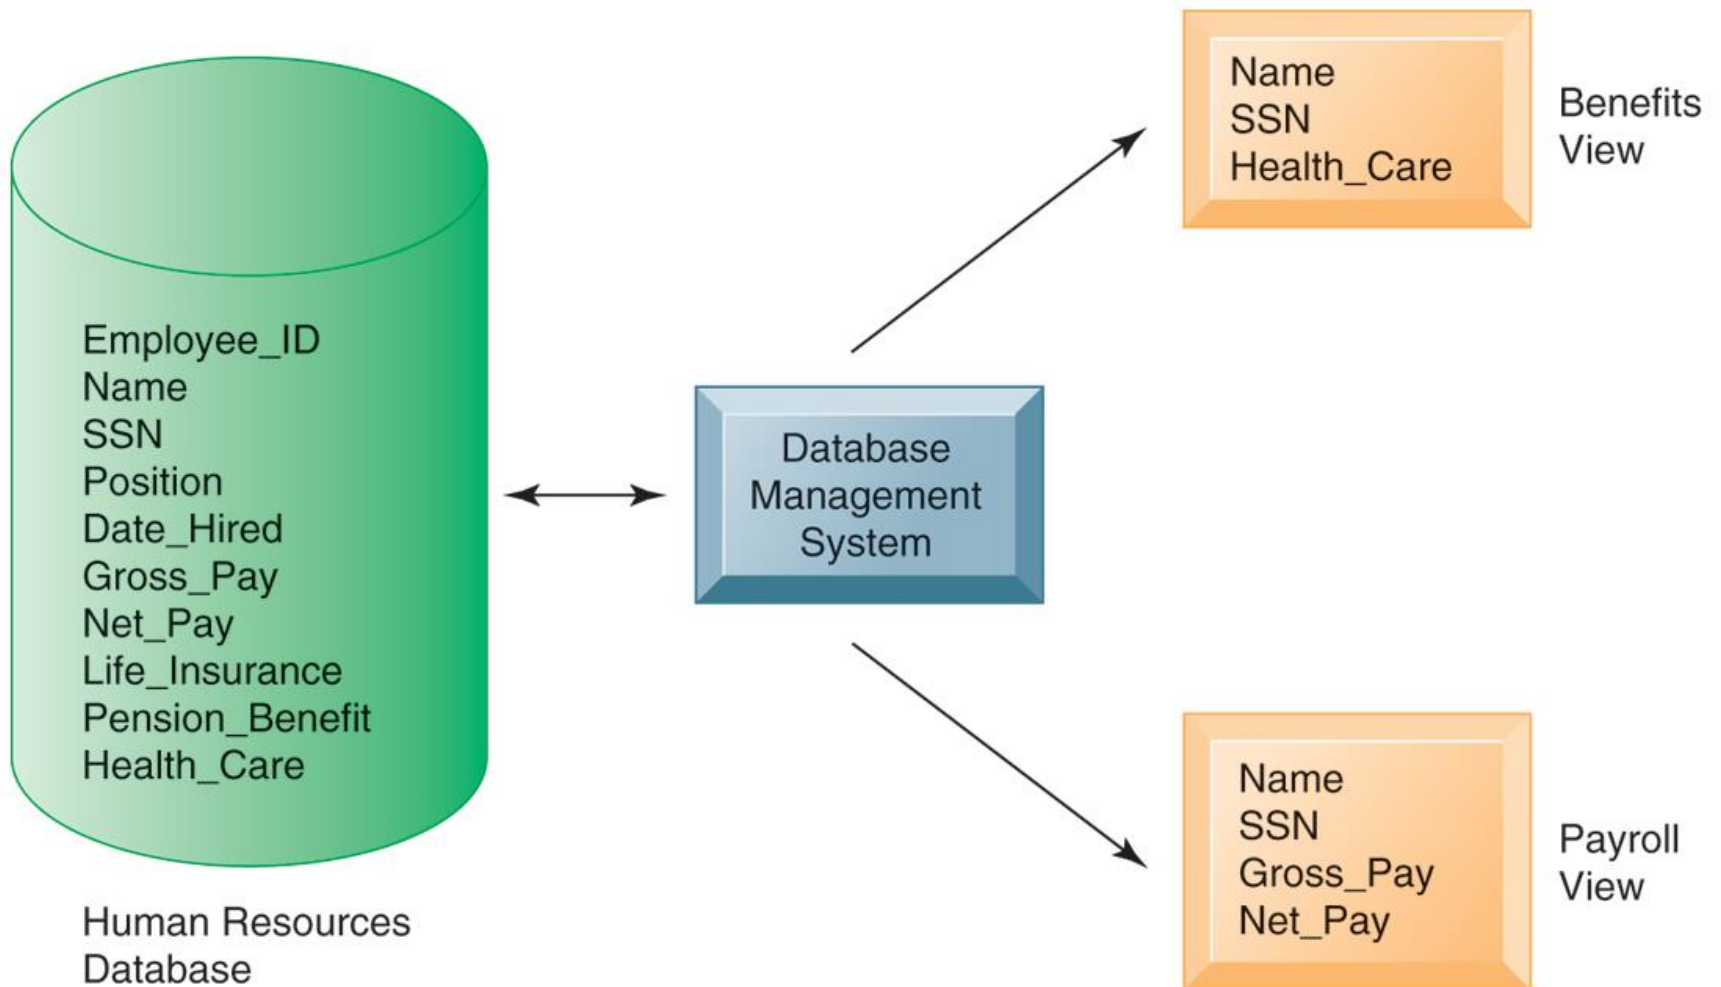 Employee_ID
Name
SSN
Position
Date_Hired
Gross_Pay
Net_Pay
Life_Insurance
Pension_Benefit
Health_Care
Human Resources
Database
Database
Management
System
Name
SSN
Health_Care
Benefits
View
Name
SSN
Gross_Pay
Net_Pay
Payroll
View